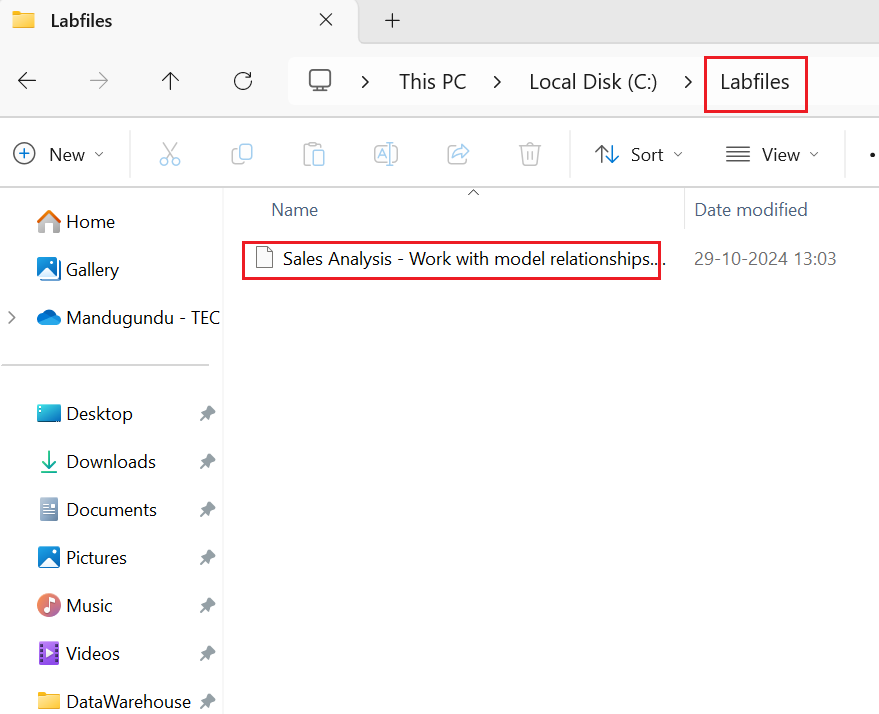 Labfiles
This PC Local Disk (C:) Labfiles
New Sort View
Name Date modified
Home
Sales Analysis - Work with model relationships... 29-10-2024 13:03
Gallery
Mandugundu - TEC
Desktop
Downloads
Documents
Pictures
Music
Videos
DataWarehouse